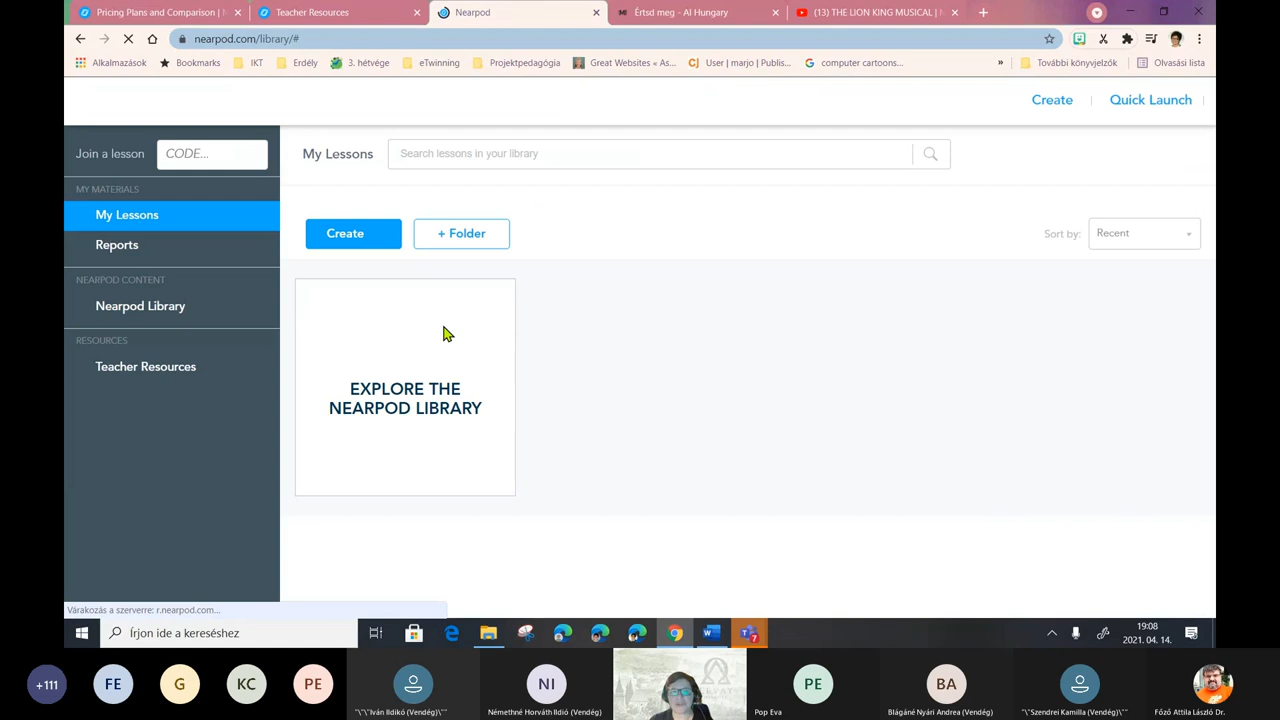 Pricing Plans and Comparison | N
Teacher Resources
Nearpod
Értsd meg - AI Hungary
(13) THE LION KING MUSICAL | N
nearpod.com/library/#
Alkalmazások
Bookmarks
IKT
Erdély
3. hétvége
eTwinning
Projektpedagógia
Great Websites « As...
User | marjo | Publis...
computer cartoons...
»
További könyvjelzők
Olvasási lista
Create
Quick Launch
Join a lesson
CODE...
My Lessons
Search lessons in your library
MY MATERIALS
My Lessons
Reports
Create
+ Folder
Sort by:
Recent
NEARPOD CONTENT
Nearpod Library
RESOURCES
Teacher Resources
EXPLORE THE
NEARPOD LIBRARY
Várakozás a szerverre: r.nearpod.com...
Írjon ide a kereséshez
7
19:08
2021. 04. 14.
+111
FE
G
KC
PE
"\"\"Iván Ildikó (Vendég)\""
NI
Némethné Horváth Ildió (Vendég)
PE
Pop Eva
BA
Blágáné Nyári Andrea (Vendég)
"\"Szendrei Kamilla (Vendég)\""
Főző Attila László Dr.